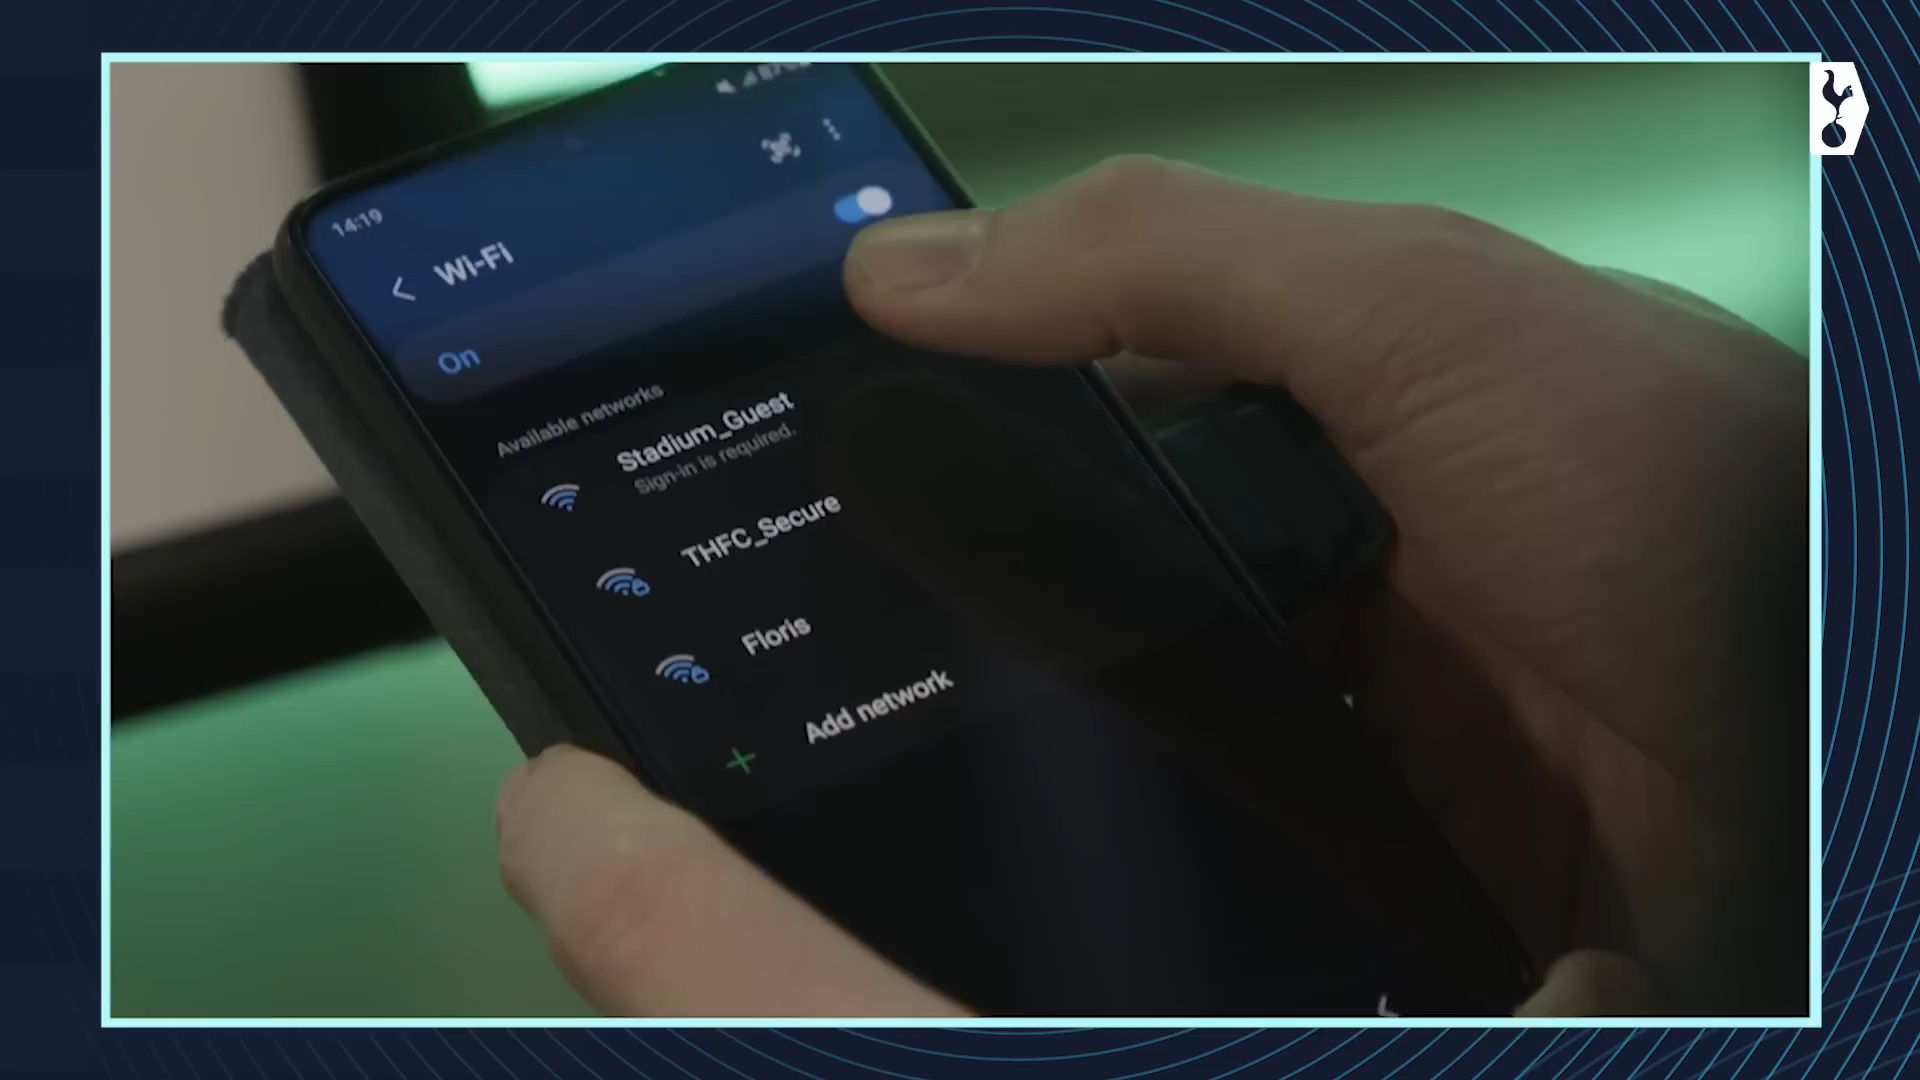 14:19
Wi-Fi
On
Available networks
Stadium_Guest
Sign-in is required.
THFC_Secure
Floris
Add network